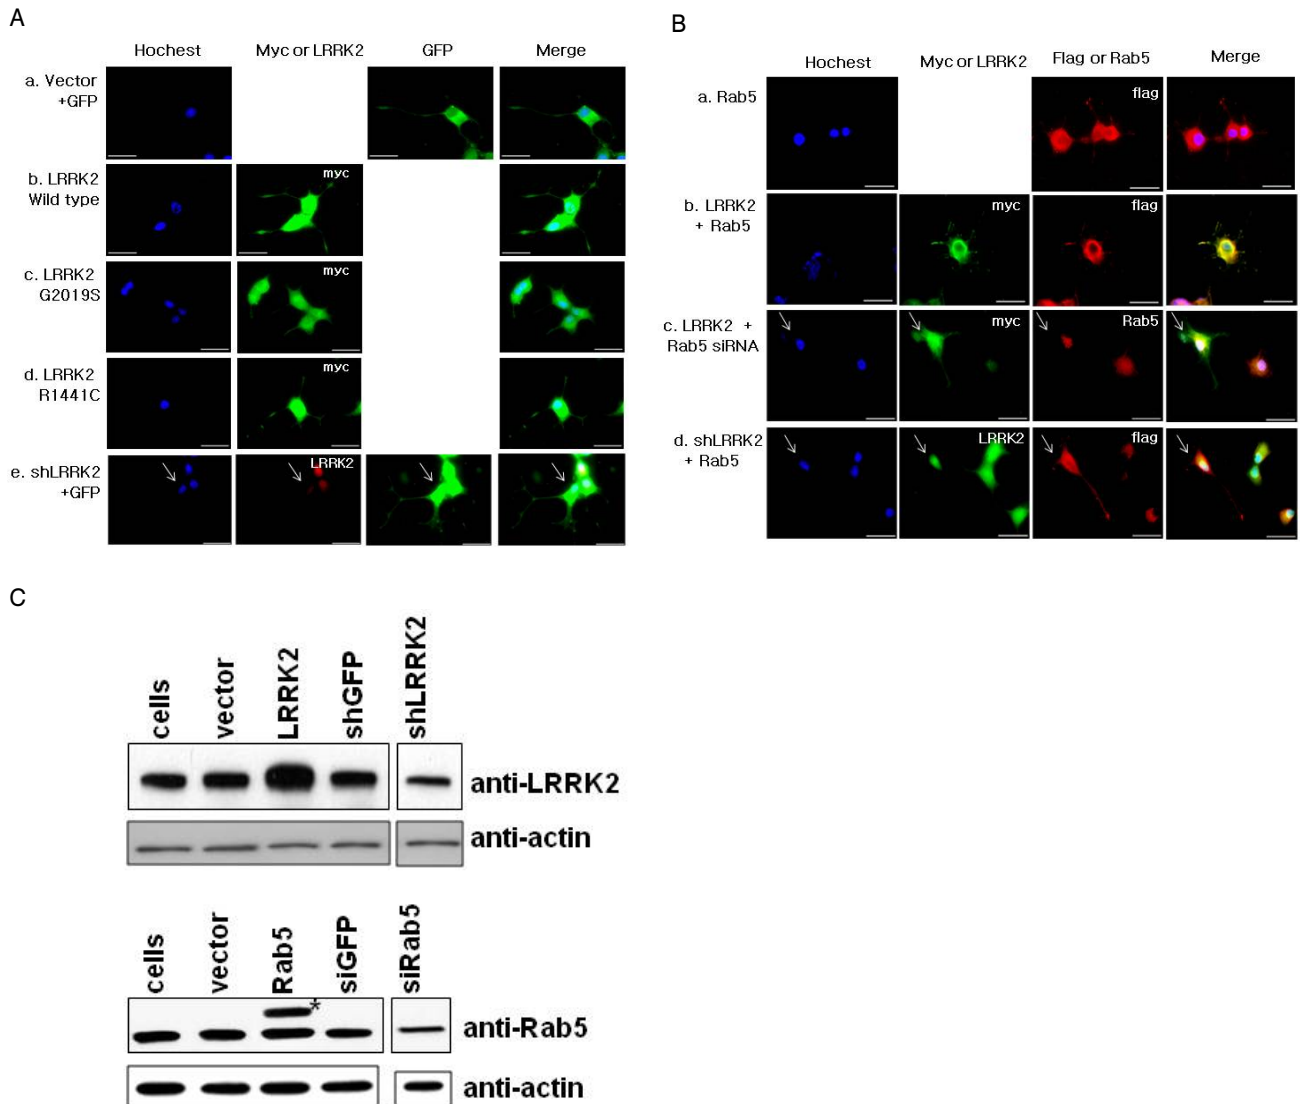 A
Hochest Myc or LRRK2 GFP Merge
a. Vector
+GFP
b. LRRK2
Wild type
myc
c. LRRK2
G2019S
myc
d. LRRK2
R1441C
myc
e. shLRRK2
+GFP
LRRK2
B
Hochest Myc or LRRK2 Flag or Rab5 Merge
a. Rab5
flag
b. LRRK2
+ Rab5
myc flag
c. LRRK2 +
Rab5 siRNA
myc Rab5
d. shLRRK2
+ Rab5
LRRK2 flag
C
cells vector LRRK2 shGFP shLRRK2
anti-LRRK2
anti-actin
cells vector Rab5 siGFP siRab5
*
anti-Rab5
anti-actin